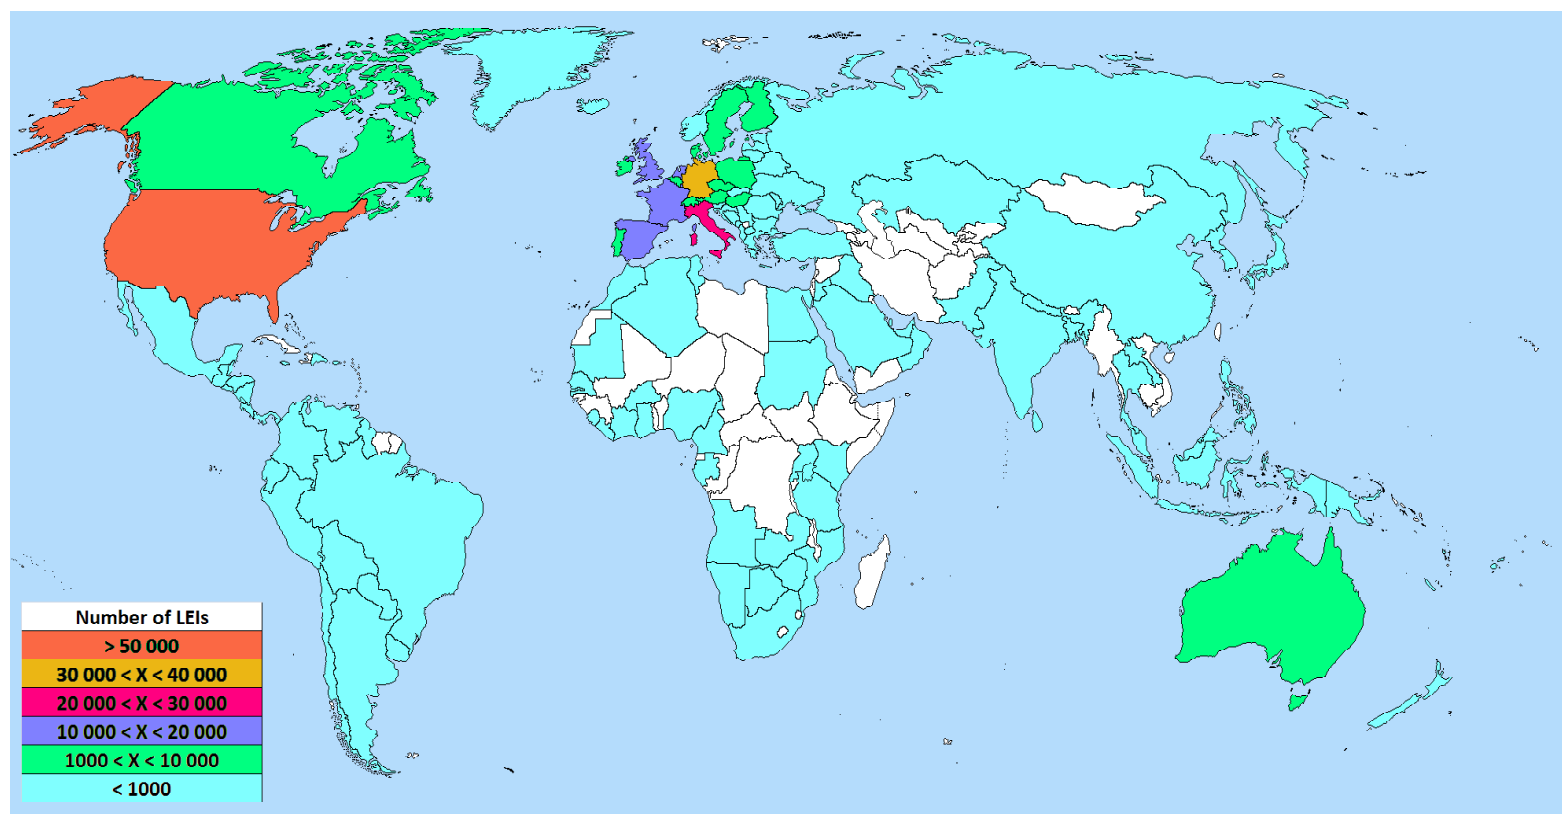 Number of LEIs
> 50 000
30 000 < X < 40 000
20 000 < X < 30 000
10 000 < X < 20 000
1000 < X < 10 000
< 1000